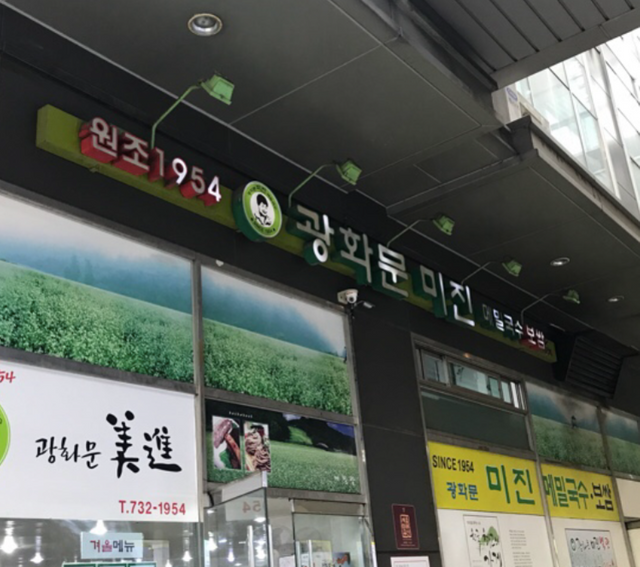 원조1954 광화문 미진 메밀국수 보쌈
54
광화문 美進
T.732-1954
겨울메뉴
SINCE 1954
광화문 미진 메밀국수·보쌈